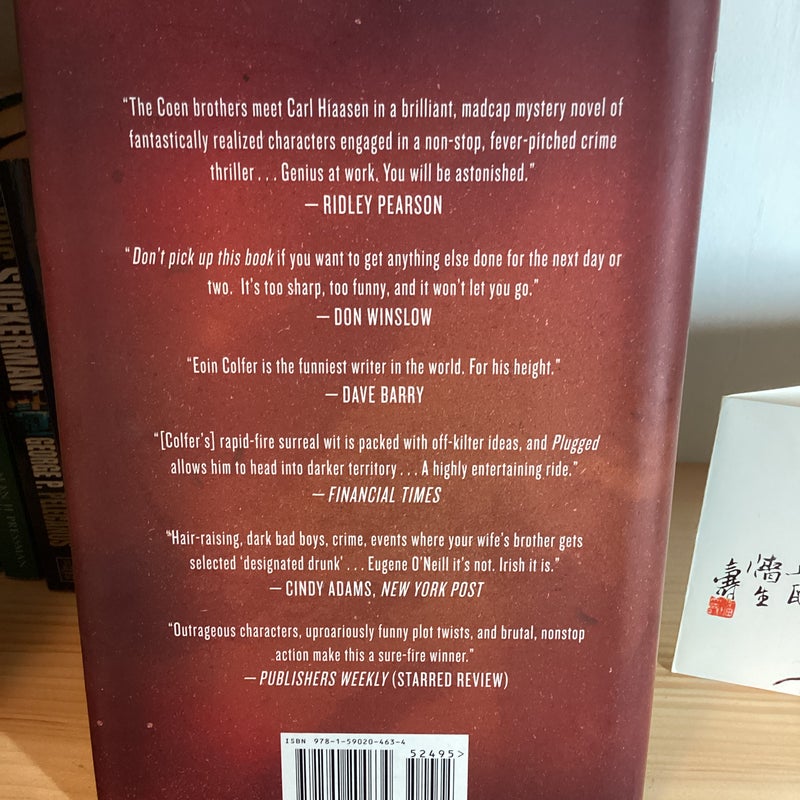 “The Coen brothers meet Carl Hiaasen in a brilliant, madcap mystery novel of
fantastically realized characters engaged in a non-stop, fever-pitched crime
thriller . . . Genius at work. You will be astonished.”
— RIDLEY PEARSON
“Don’t pick up this book if you want to get anything else done for the next day or
two. It’s too sharp, too funny, and it won’t let you go.”
— DON WINSLOW
“Eoin Colfer is the funniest writer in the world. For his height.”
— DAVE BARRY
“[Colfer’s] rapid-fire surreal wit is packed with off-kilter ideas, and Plugged
allows him to head into darker territory . . . A highly entertaining ride.”
— FINANCIAL TIMES
“Hair-raising, dark bad boys, crime, events where your wife’s brother gets
selected ‘designated drunk’ . . . Eugene O’Neill it’s not. Irish it is.”
— CINDY ADAMS, NEW YORK POST
“Outrageous characters, uproariously funny plot twists, and brutal, nonstop
action make this a sure-fire winner.”
— PUBLISHERS WEEKLY (STARRED REVIEW)
ISBN 978-1-59020-463-4
52495>
GEORGE P. PELECANOS